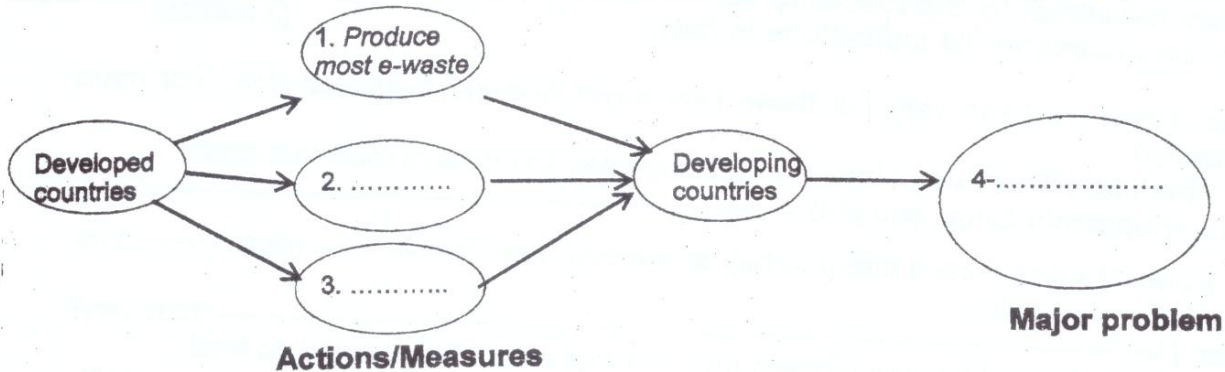 1. Produce
most e-waste
Developed
countries
2. ............
Developing
countries
4-....................
3. .............
Major problem
Actions/Measures